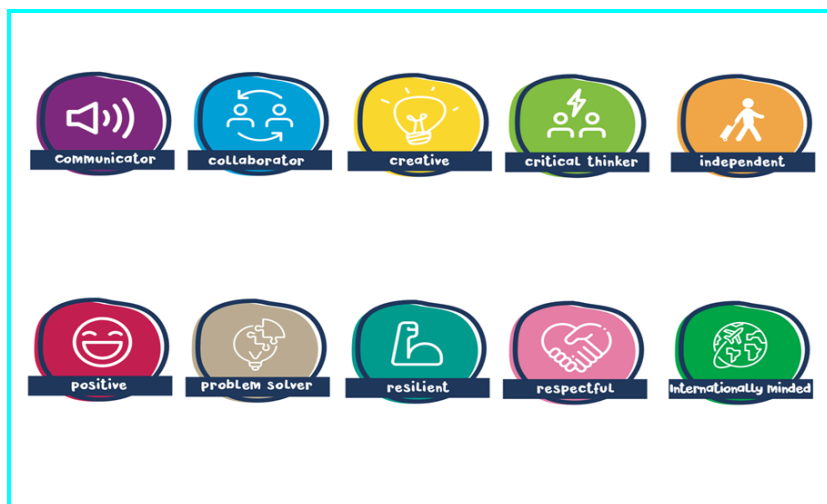 communicator
collaborator
creative
critical thinker
independent
positive
problem solver
resilient
respectful
Internationally minded